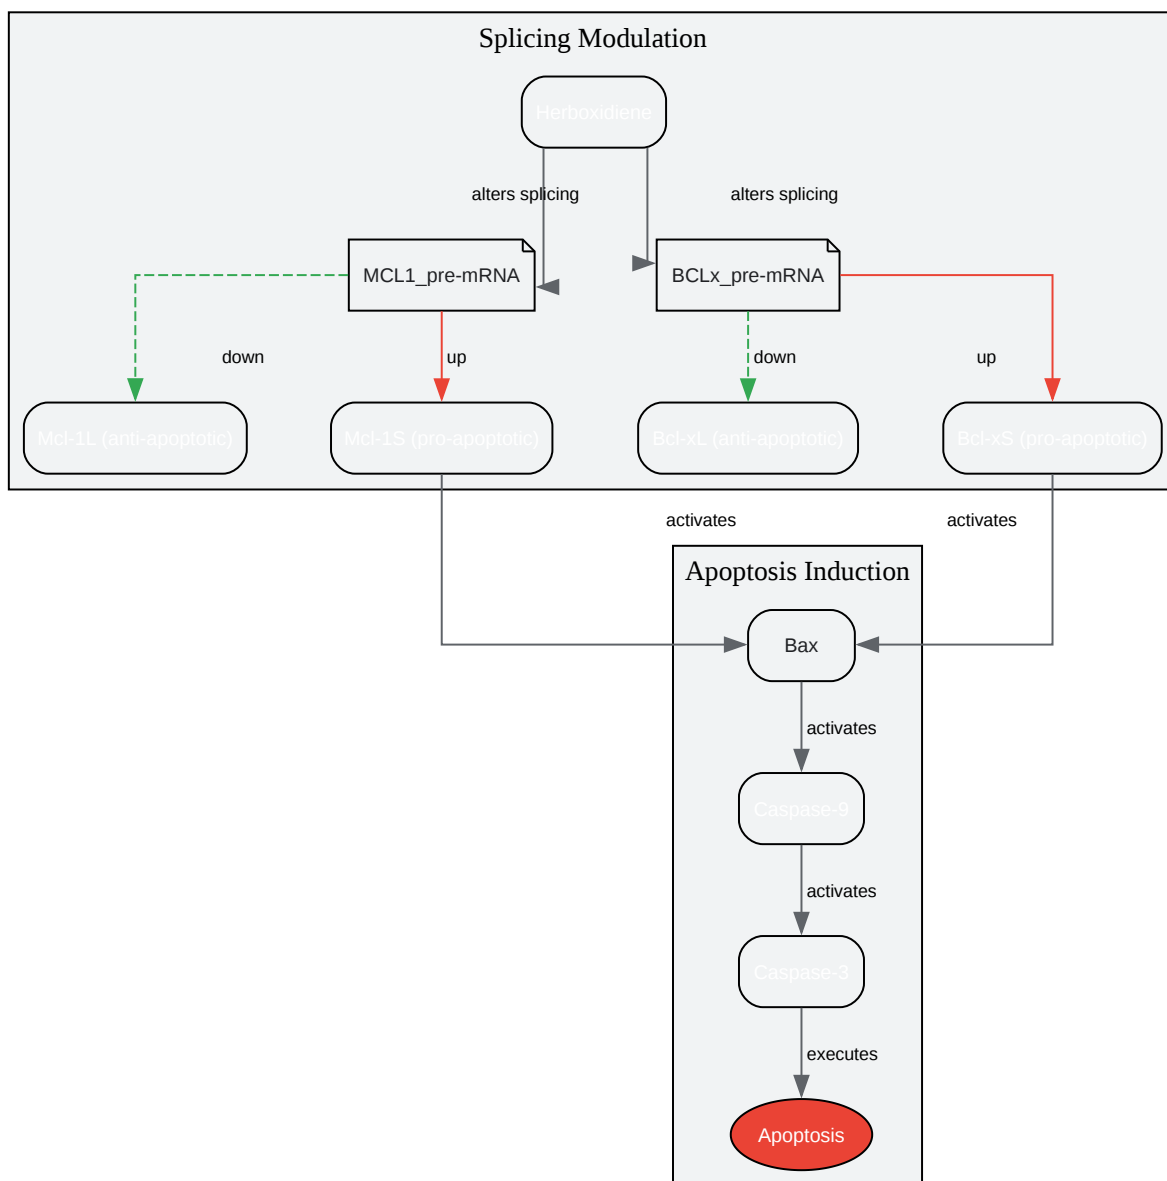 Splicing Modulation
Herboxidiene
alters splicing
alters splicing
MCL1_pre-mRNA
BCLx_pre-mRNA
down
up
down
up
Mcl-1L (anti-apoptotic)
Mcl-1S (pro-apoptotic)
Bcl-xL (anti-apoptotic)
Bcl-xS (pro-apoptotic)
activates
activates
Apoptosis Induction
Bax
activates
Caspase-9
activates
Caspase-3
executes
Apoptosis